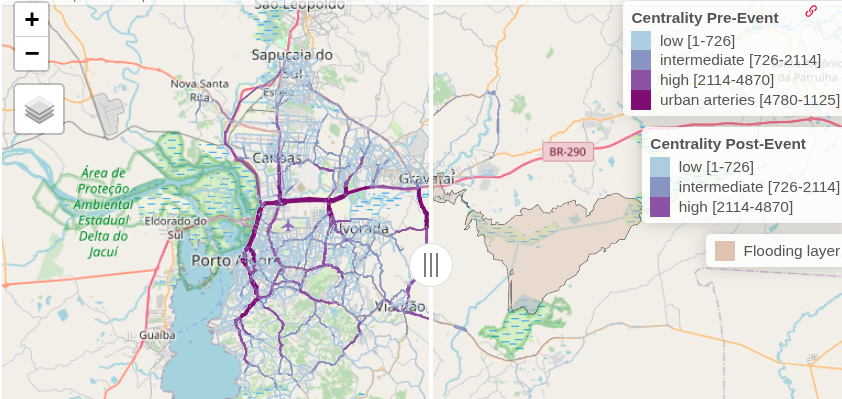 São Leopoldo
+
−
Sapucaia do
Sul
Nova Santa
Rita
Este
Canoas
Gravataí
Área de
Proteção
Ambiental
Estadual
Delta do
Jacuí
Eldorado do
Sul
Alvorada
Porto Alegre
Viamão
Guaíba
BR-290
da Patrulha
Centrality Pre-Event
low [1-726]
intermediate [726-2114]
high [2114-4870]
urban arteries [4780-1125]
Centrality Post-Event
low [1-726]
intermediate [726-2114]
high [2114-4870]
Flooding layer